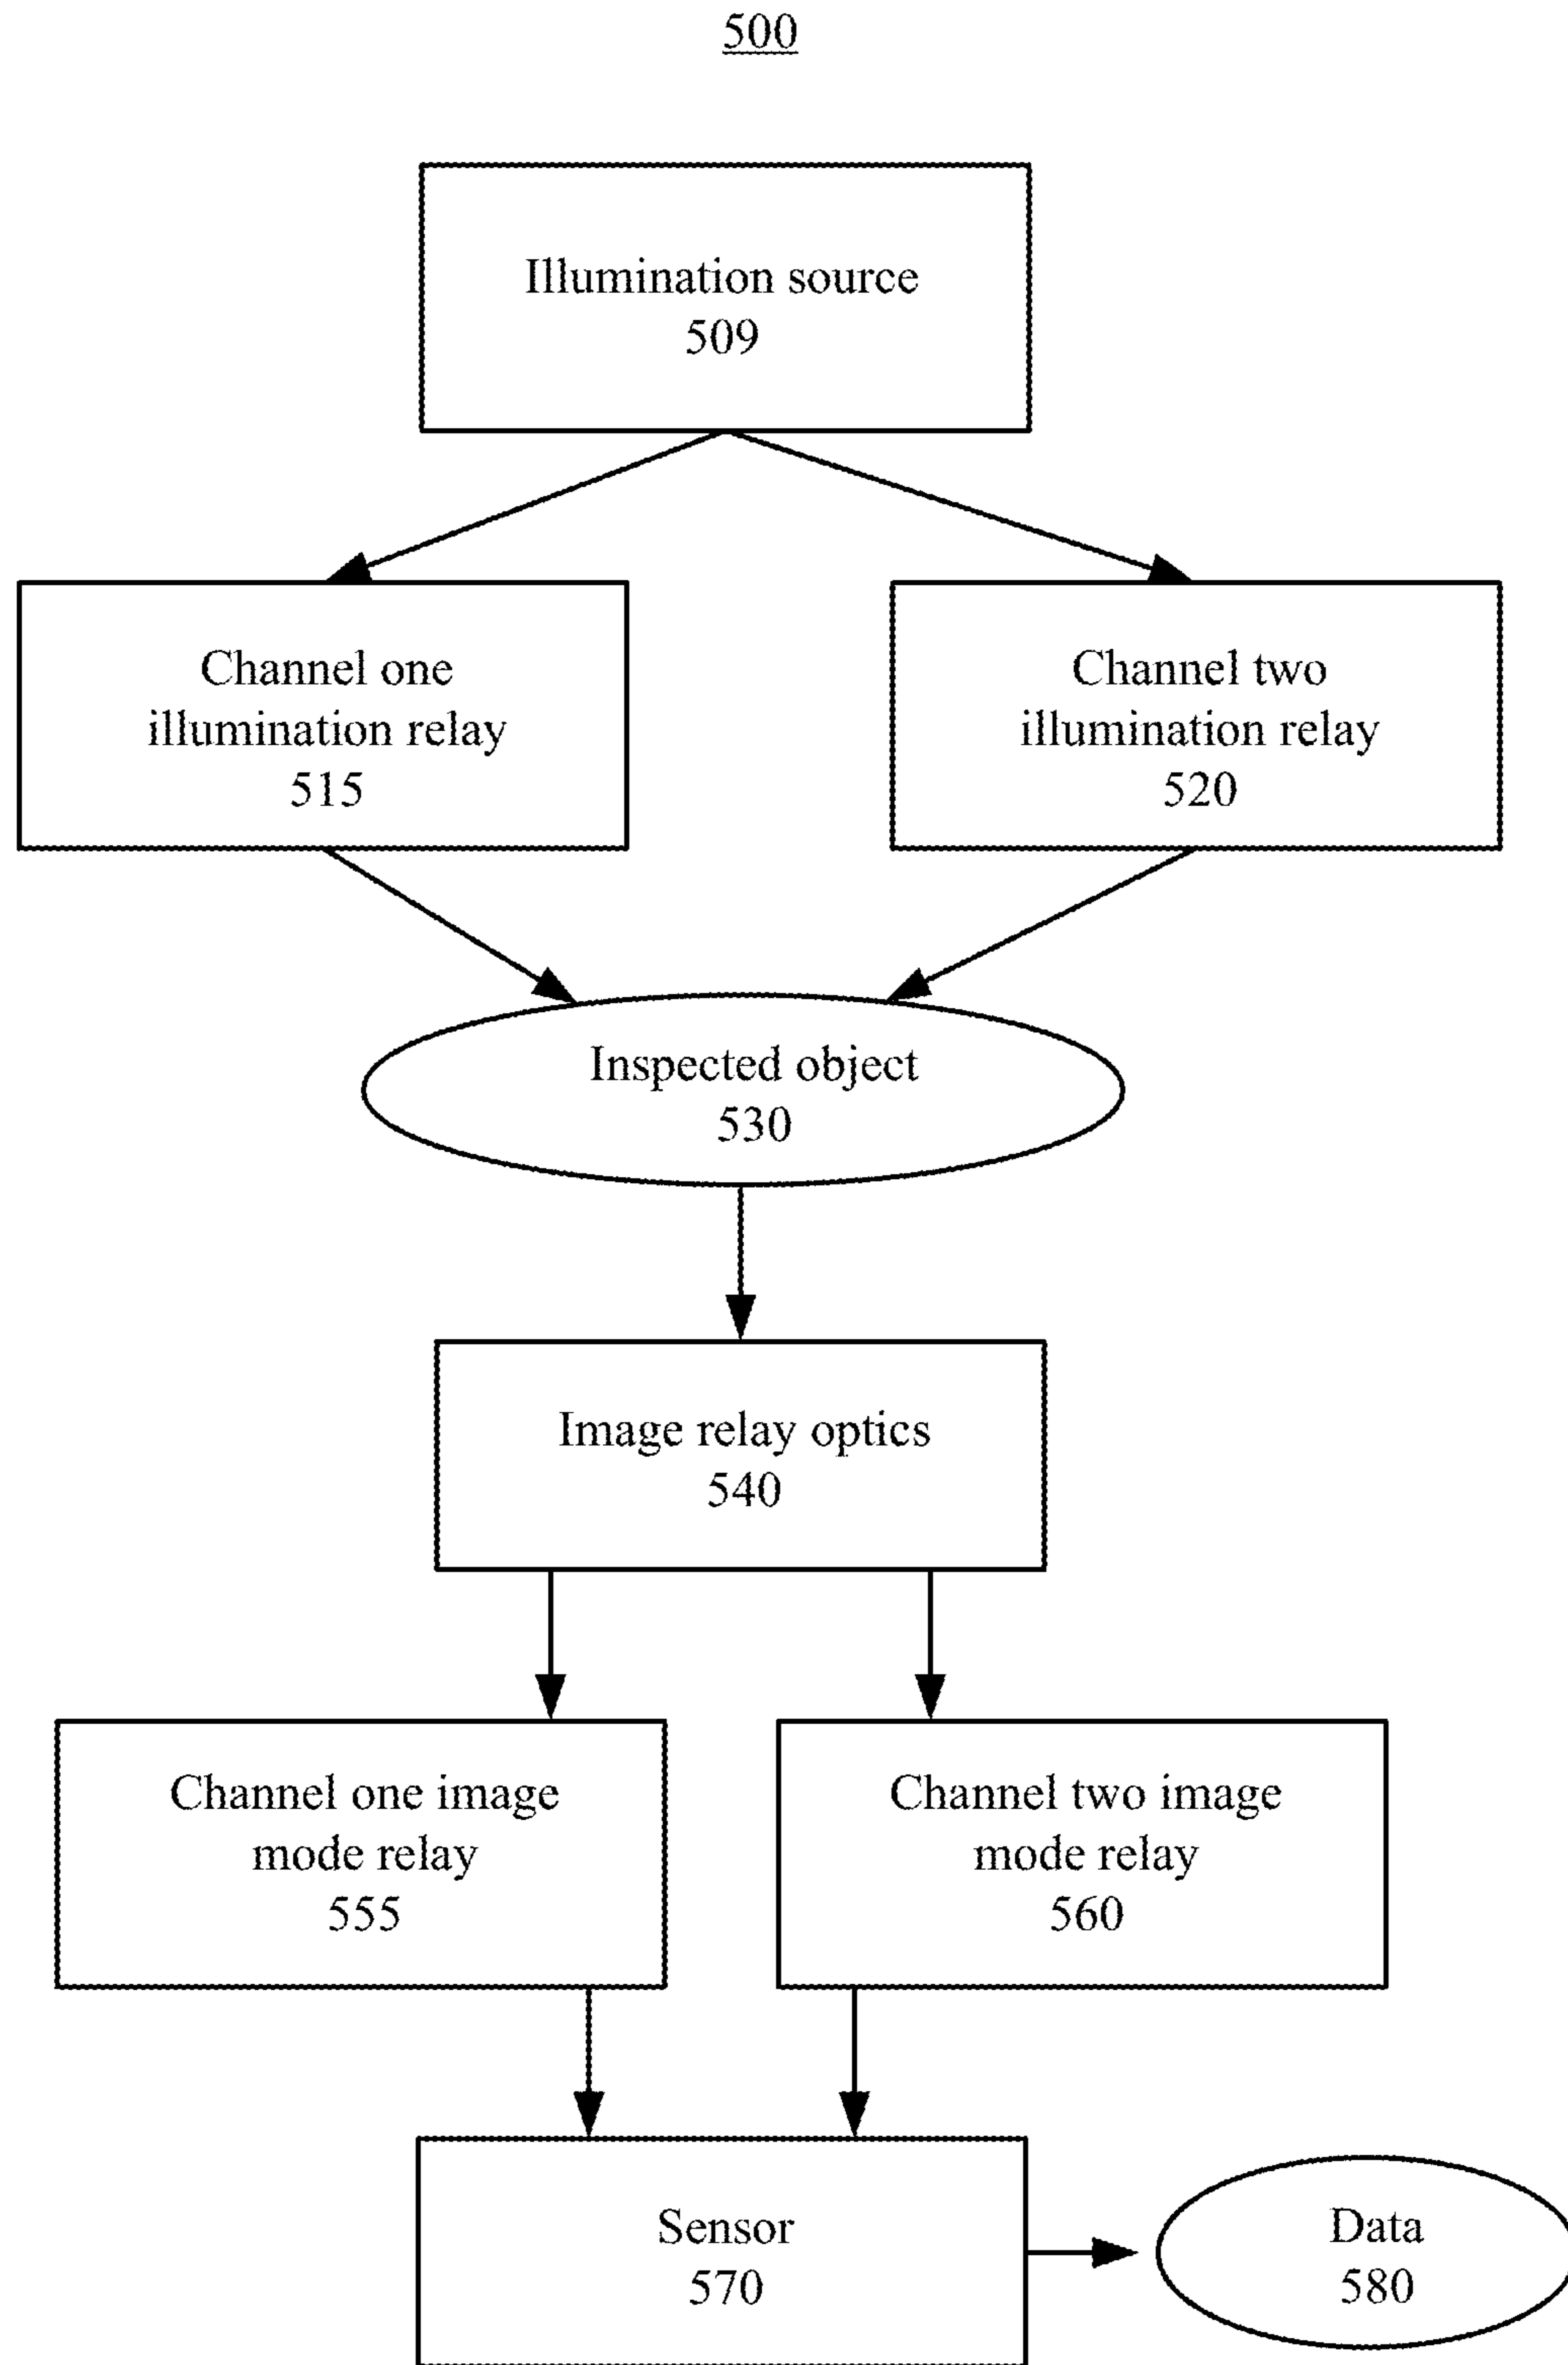 500
Illumination source
509
Channel one
illumination relay
515
Channel two
illumination relay
520
Inspected object
530
Image relay optics
540
Channel one image
mode relay
555
Channel two image
mode relay
560
Sensor
570
Data
580